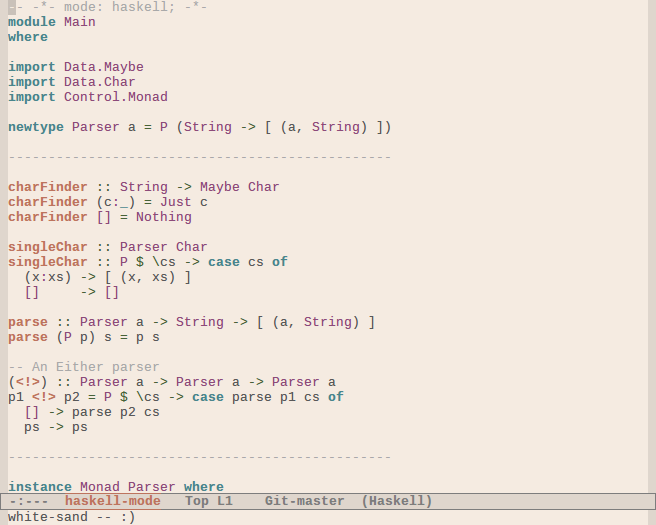 -- -*- mode: haskell; -*-
module Main
where
import Data.Maybe
import Data.Char
import Control.Monad
newtype Parser a = P (String -> [ (a, String) ])
------------------------------------------------
charFinder :: String -> Maybe Char
charFinder (c:_) = Just c
charFinder [] = Nothing
singleChar :: Parser Char
singleChar :: P $ \cs -> case cs of
  (x:xs) -> [ (x, xs) ]
  []     -> []
parse :: Parser a -> String -> [ (a, String) ]
parse (P p) s = p s
-- An Either parser
(<!>) :: Parser a -> Parser a -> Parser a
p1 <!> p2 = P $ \cs -> case parse p1 cs of
  [] -> parse p2 cs
  ps -> ps
------------------------------------------------
instance Monad Parser where
-:---  haskell-mode   Top L1    Git-master  (Haskell)
white-sand -- :)